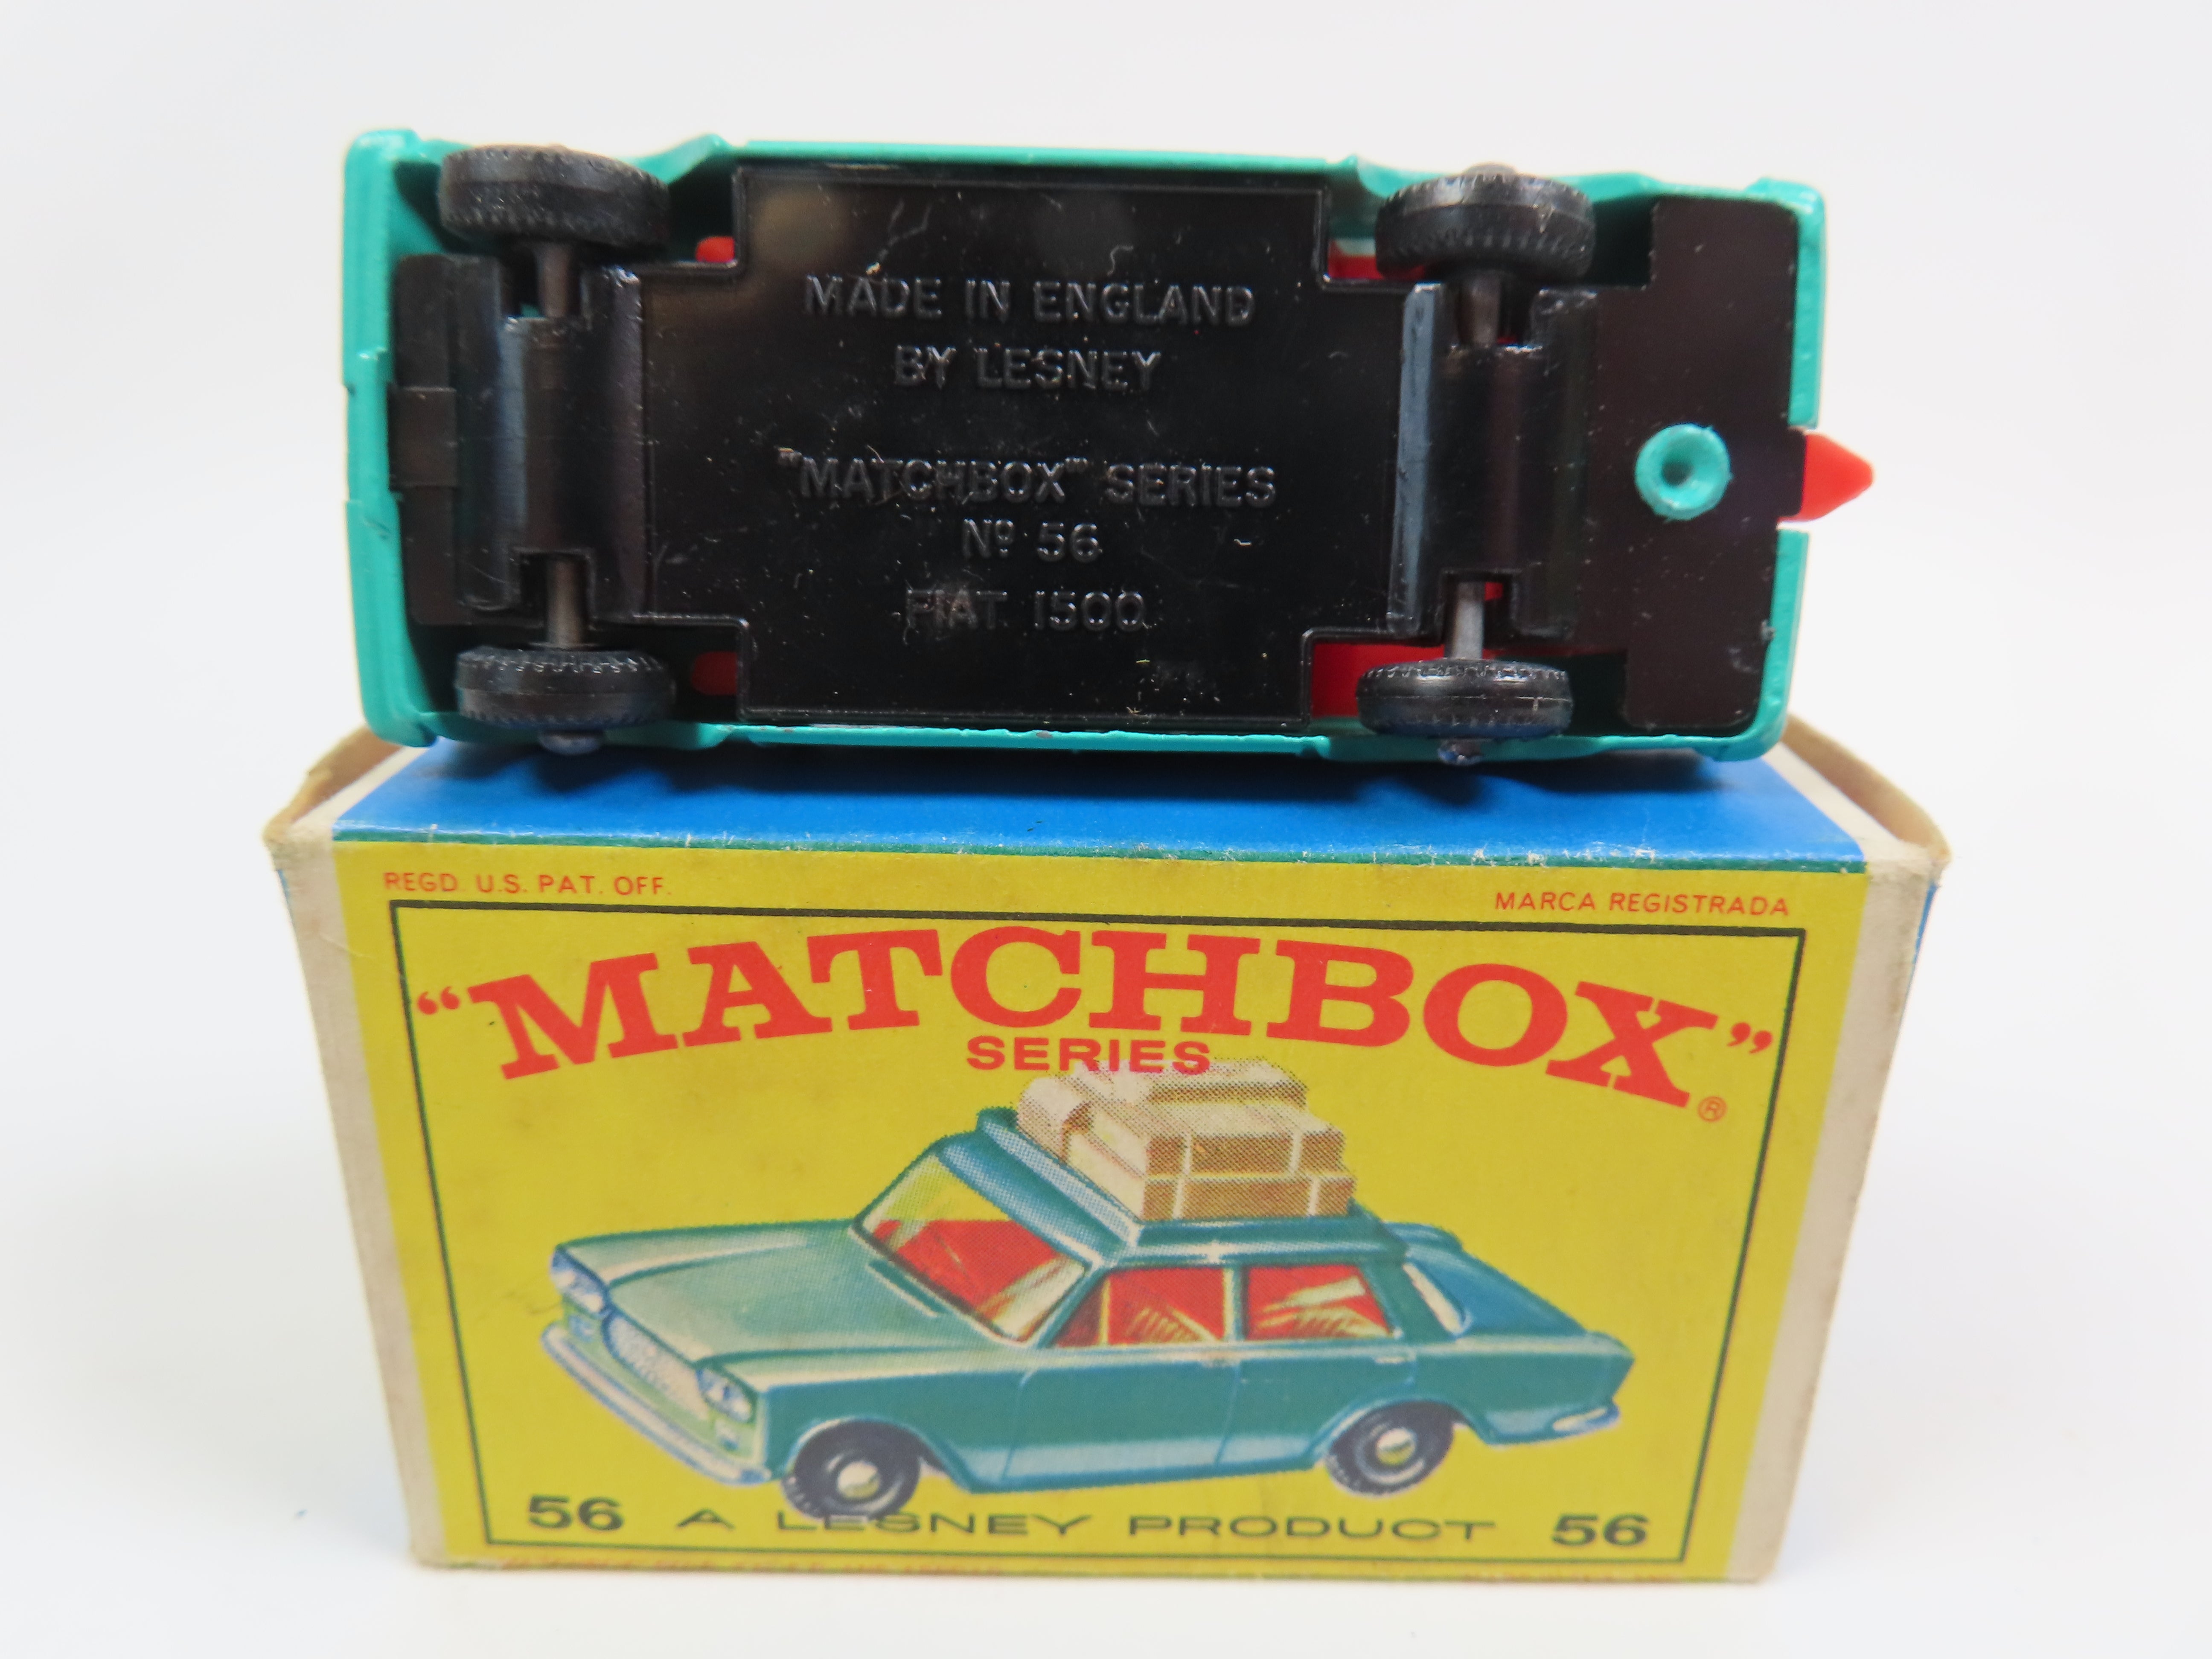 MADE IN ENGLAND
BY LESNEY
"MATCHBOX" SERIES
Nº 56
FIAT 1500
REGD. U.S. PAT. OFF.
MARCA REGISTRADA
“MATCHBOX”®
SERIES
56 A LESNEY PRODUCT 56